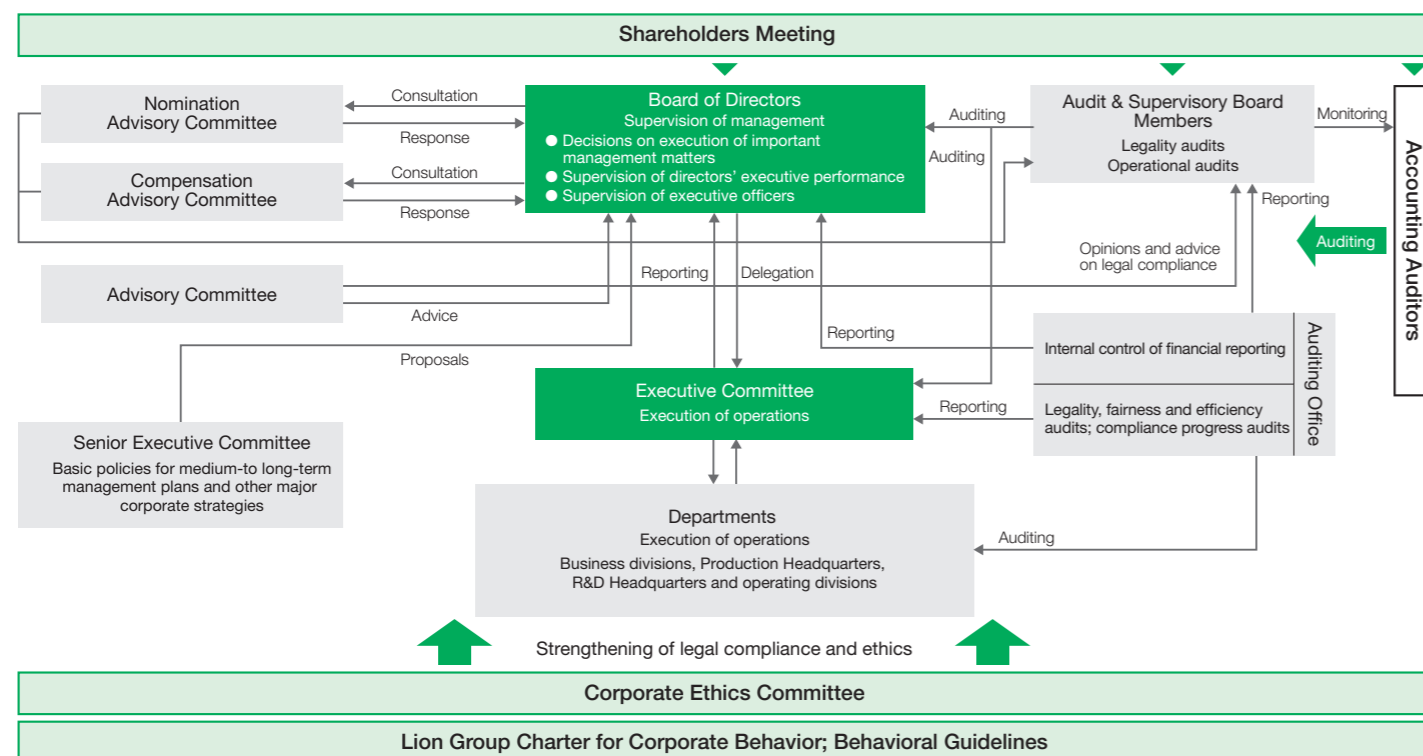 Shareholders Meeting
Nomination
Advisory Committee
Consultation
Response
Compensation
Advisory Committee
Consultation
Response
Board of Directors
Supervision of management
● Decisions on execution of important
management matters
● Supervision of directors' executive performance
● Supervision of executive officers
Auditing
Auditing
Audit & Supervisory Board
Members
Legality audits
Operational audits
Monitoring
Accounting Auditors
Reporting
Auditing
Opinions and advice
on legal compliance
Advisory Committee
Advice
Reporting
Delegation
Proposals
Reporting
Internal control of financial reporting
Legality, fairness and efficiency
audits; compliance progress audits
Auditing Office
Executive Committee
Execution of operations
Reporting
Senior Executive Committee
Basic policies for medium-to long-term
management plans and other major
corporate strategies
Departments
Execution of operations
Business divisions, Production Headquarters,
R&D Headquarters and operating divisions
Auditing
Strengthening of legal compliance and ethics
Corporate Ethics Committee
Lion Group Charter for Corporate Behavior; Behavioral Guidelines